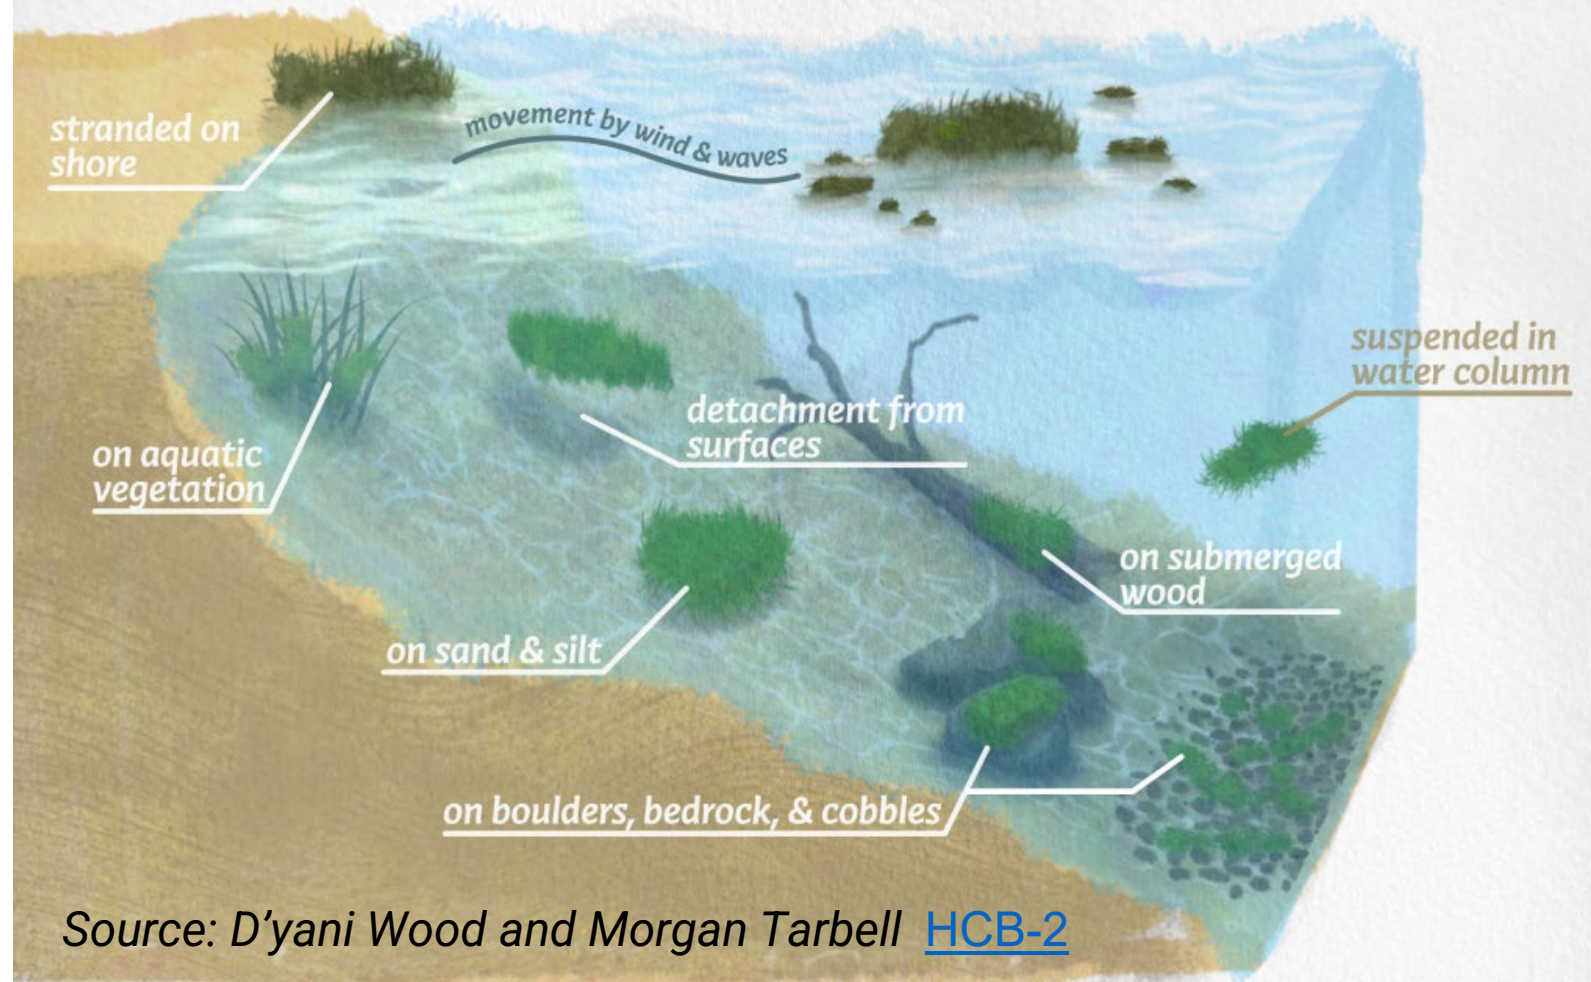 stranded on
shore
movement by wind & waves
suspended in
water column
detachment from
surfaces
on aquatic
vegetation
on submerged
wood
on sand & silt
on boulders, bedrock, & cobbles
Source: D’yani Wood and Morgan Tarbell HCB-2